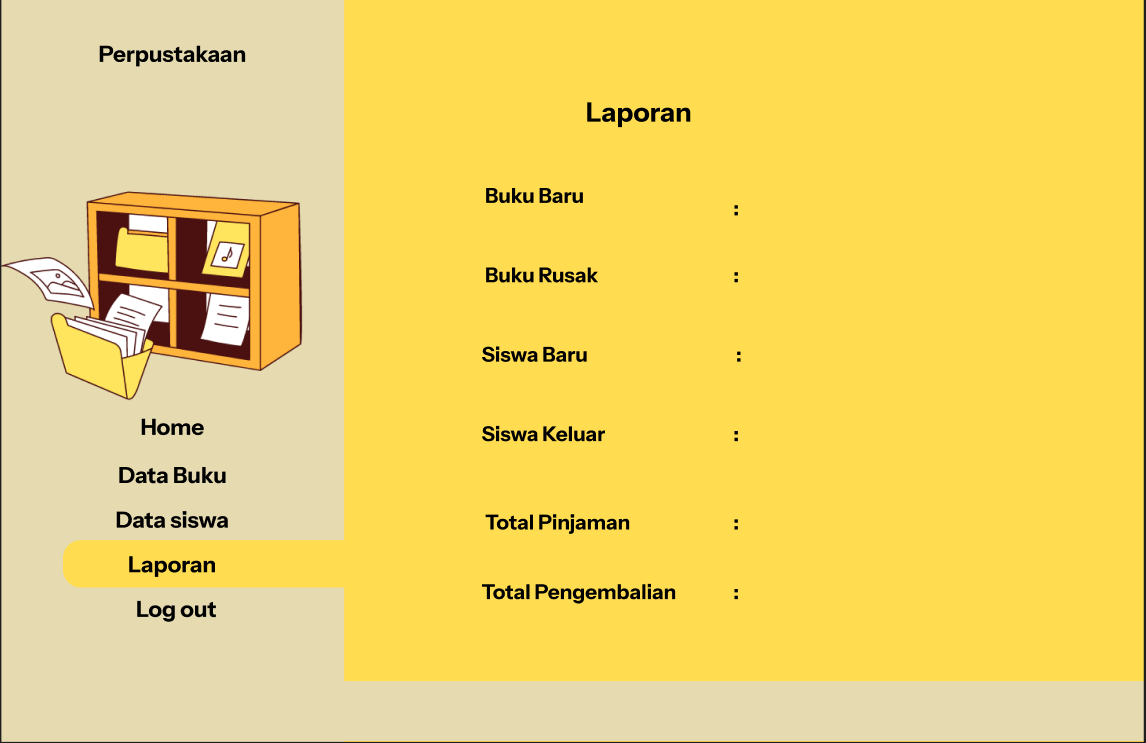 Perpustakaan
Home
Data Buku
Data siswa
Laporan
Log out
Laporan
Buku Baru :
Buku Rusak :
Siswa Baru :
Siswa Keluar :
Total Pinjaman :
Total Pengembalian :